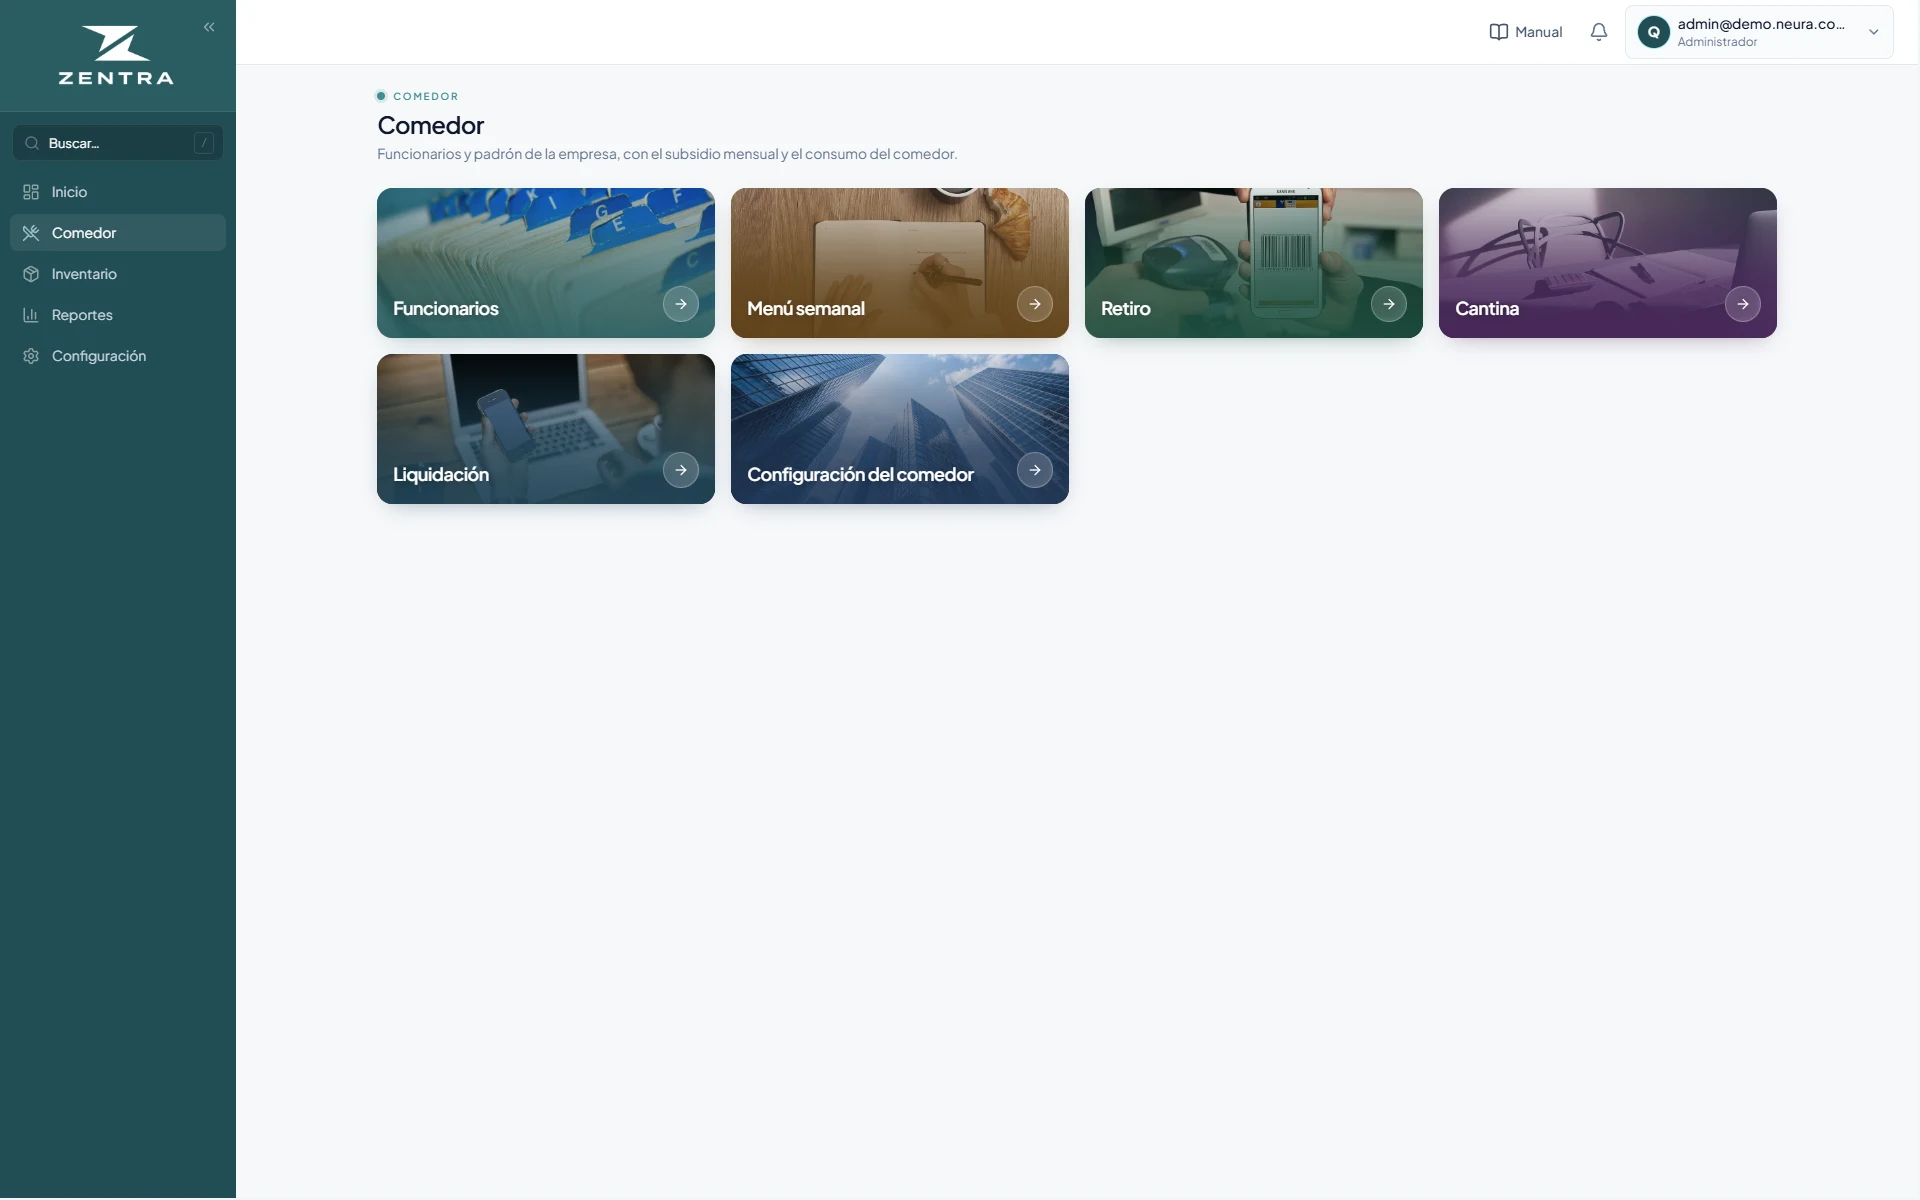 ZENTRA
Buscar... /
Inicio
Comedor
Inventario
Reportes
Configuración
Manual
Q
admin@demo.neura.co...
Administrador
COMEDOR
Comedor
Funcionarios y padrón de la empresa, con el subsidio mensual y el consumo del comedor.
K I G E F C
Funcionarios
Menú semanal
SAMSUNG
Retiro
Cantina
Liquidación
Configuración del comedor